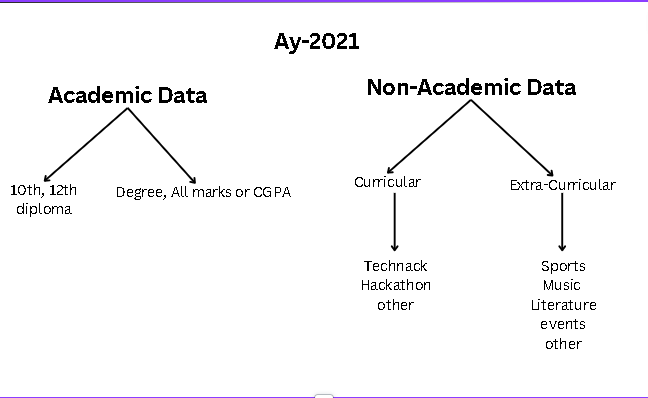 Ay-2021
Academic Data
Non-Academic Data
10th, 12th
diploma
Degree, All marks or CGPA
Curricular
Extra-Curricular
Technack
Hackathon
other
Sports
Music
Literature
events
other